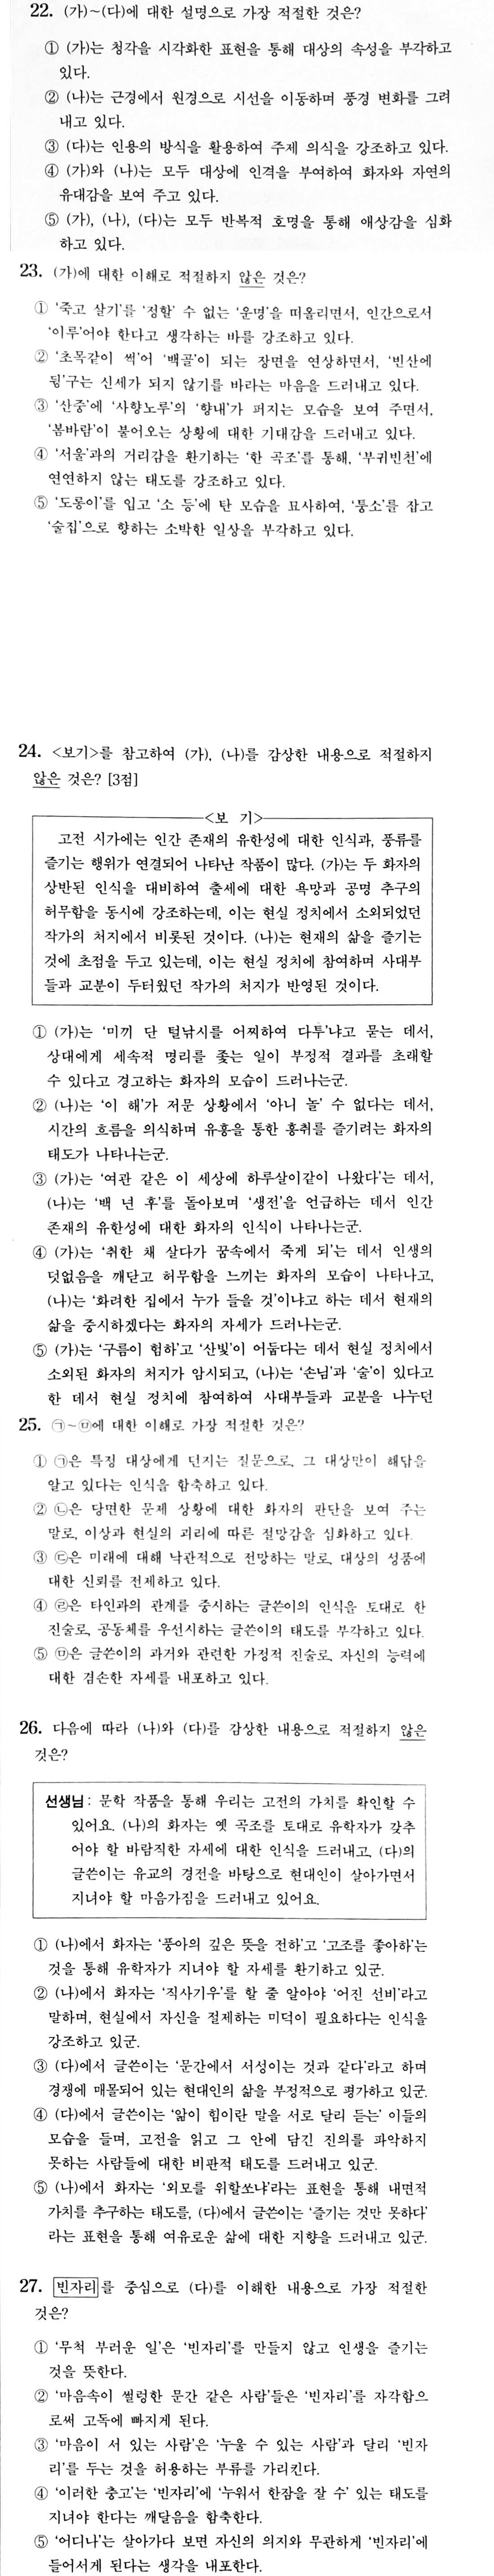 22. (가)~(다)에 대한 설명으로 가장 적절한 것은?
① (가)는 청각을 시각화한 표현을 통해 대상의 속성을 부각하고
있다.
② (나)는 근경에서 원경으로 시선을 이동하며 풍경 변화를 그려
내고 있다.
③ (다)는 인용의 방식을 활용하여 주제 의식을 강조하고 있다.
④ (가)와 (나)는 모두 대상에 인격을 부여하여 화자와 자연의
유대감을 보여 주고 있다.
⑤ (가), (나), (다)는 모두 반복적 호명을 통해 애상감을 심화
하고 있다.
23. (가)에 대한 이해로 적절하지 않은 것은?
① ‘죽고 살기’를 ‘정할’ 수 없는 ‘운명’을 떠올리면서, 인간으로서
‘이루’어야 한다고 생각하는 바를 강조하고 있다.
② ‘초목같이 썩’어 ‘백골’이 되는 장면을 연상하면서, ‘빈산에
뒹’구는 신세가 되지 않기를 바라는 마음을 드러내고 있다.
③ ‘산중’에 ‘사향노루’의 ‘향내’가 퍼지는 모습을 보여 주면서,
‘봄바람’이 불어오는 상황에 대한 기대감을 드러내고 있다.
④ ‘서울’과의 거리감을 환기하는 ‘한 곡조’를 통해, ‘부귀빈천’에
연연하지 않는 태도를 강조하고 있다.
⑤ ‘도롱이’를 입고 ‘소 등’에 탄 모습을 묘사하여, ‘퉁소’를 잡고
‘술집’으로 향하는 소박한 일상을 부각하고 있다.
24. <보기>를 참고하여 (가), (나)를 감상한 내용으로 적절하지
않은 것은? [3점]
<보 기>
고전 시가에는 인간 존재의 유한성에 대한 인식과, 풍류를
즐기는 행위가 연결되어 나타난 작품이 많다. (가)는 두 화자의
상반된 인식을 대비하여 출세에 대한 욕망과 공명 추구의
허무함을 동시에 강조하는데, 이는 현실 정치에서 소외되었던
작가의 처지에서 비롯된 것이다. (나)는 현재의 삶을 즐기는
것에 초점을 두고 있는데, 이는 현실 정치에 참여하며 사대부
들과 교분이 두터웠던 작가의 처지가 반영된 것이다.
① (가)는 ‘미끼 단 털낚시를 어찌하여 다투’냐고 묻는 데서,
상대에게 세속적 명리를 좇는 일이 부정적 결과를 초래할
수 있다고 경고하는 화자의 모습이 드러나는군.
② (나)는 ‘이 해’가 저문 상황에서 ‘아니 놀’ 수 없다는 데서,
시간의 흐름을 의식하며 유흥을 통한 흥취를 즐기려는 화자의
태도가 나타나는군.
③ (가)는 ‘여관 같은 이 세상에 하루살이같이 나왔다’는 데서,
(나)는 ‘백 년 후’를 돌아보며 ‘생전’을 언급하는 데서 인간
존재의 유한성에 대한 화자의 인식이 나타나는군.
④ (가)는 ‘취한 채 살다가 꿈속에서 죽게 되’는 데서 인생의
덧없음을 깨닫고 허무함을 느끼는 화자의 모습이 나타나고,
(나)는 ‘화려한 집에서 누가 들을 것’이냐고 하는 데서 현재의
삶을 중시하겠다는 화자의 자세가 드러나는군.
⑤ (가)는 ‘구름이 험하’고 ‘산빛’이 어둡다는 데서 현실 정치에서
소외된 화자의 처지가 암시되고, (나)는 ‘손님’과 ‘술’이 있다고
한 데서 현실 정치에 참여하여 사대부들과 교분을 나누던
25. ㉠~㉤에 대한 이해로 가장 적절한 것은?
① ㉠은 특정 대상에게 던지는 질문으로, 그 대상만이 해답을
알고 있다는 인식을 함축하고 있다.
② ㉡은 당면한 문제 상황에 대한 화자의 판단을 보여 주는
말로, 이상과 현실의 괴리에 따른 절망감을 심화하고 있다.
③ ㉢은 미래에 대해 낙관적으로 전망하는 말로, 대상의 성품에
대한 신뢰를 전제하고 있다.
④ ㉣은 타인과의 관계를 중시하는 글쓴이의 인식을 토대로 한
진술로, 공동체를 우선시하는 글쓴이의 태도를 부각하고 있다.
⑤ ㉤은 글쓴이의 과거와 관련한 가정적 진술로, 자신의 능력에
대한 겸손한 자세를 내포하고 있다.
26. 다음에 따라 (나)와 (다)를 감상한 내용으로 적절하지 않은
것은?
선생님 : 문학 작품을 통해 우리는 고전의 가치를 확인할 수
있어요. (나)의 화자는 옛 곡조를 토대로 유학자가 갖추
어야 할 바람직한 자세에 대한 인식을 드러내고, (다)의
글쓴이는 유교의 경전을 바탕으로 현대인이 살아가면서
지녀야 할 마음가짐을 드러내고 있어요.
① (나)에서 화자는 ‘풍아의 깊은 뜻을 전하’고 ‘고조를 좋아하’는
것을 통해 유학자가 지녀야 할 자세를 환기하고 있군.
② (나)에서 화자는 ‘직사기우’를 할 줄 알아야 ‘어진 선비’라고
말하며, 현실에서 자신을 절제하는 미덕이 필요하다는 인식을
강조하고 있군.
③ (다)에서 글쓴이는 ‘문간에서 서성이는 것과 같다’라고 하며
경쟁에 매몰되어 있는 현대인의 삶을 부정적으로 평가하고 있군.
④ (다)에서 글쓴이는 ‘앎이 힘이란 말을 서로 달리 듣는’ 이들의
모습을 들며, 고전을 읽고 그 안에 담긴 진의를 파악하지
못하는 사람들에 대한 비판적 태도를 드러내고 있군.
⑤ (나)에서 화자는 ‘외모를 위할쏘냐’라는 표현을 통해 내면적
가치를 추구하는 태도를, (다)에서 글쓴이는 ‘즐기는 것만 못하다’
라는 표현을 통해 여유로운 삶에 대한 지향을 드러내고 있군.
27. 빈자리를 중심으로 (다)를 이해한 내용으로 가장 적절한
것은?
① ‘무척 부러운 일’은 ‘빈자리’를 만들지 않고 인생을 즐기는
것을 뜻한다.
② ‘마음속이 썰렁한 문간 같은 사람’들은 ‘빈자리’를 자각함으
로써 고독에 빠지게 된다.
③ ‘마음이 서 있는 사람’은 ‘누울 수 있는 사람’과 달리 ‘빈자
리’를 두는 것을 허용하는 부류를 가리킨다.
④ ‘이러한 충고’는 ‘빈자리’에 ‘누워서 한잠을 잘 수’ 있는 태도를
지녀야 한다는 깨달음을 함축한다.
⑤ ‘어디나’는 살아가다 보면 자신의 의지와 무관하게 ‘빈자리’에
들어서게 된다는 생각을 내포한다.